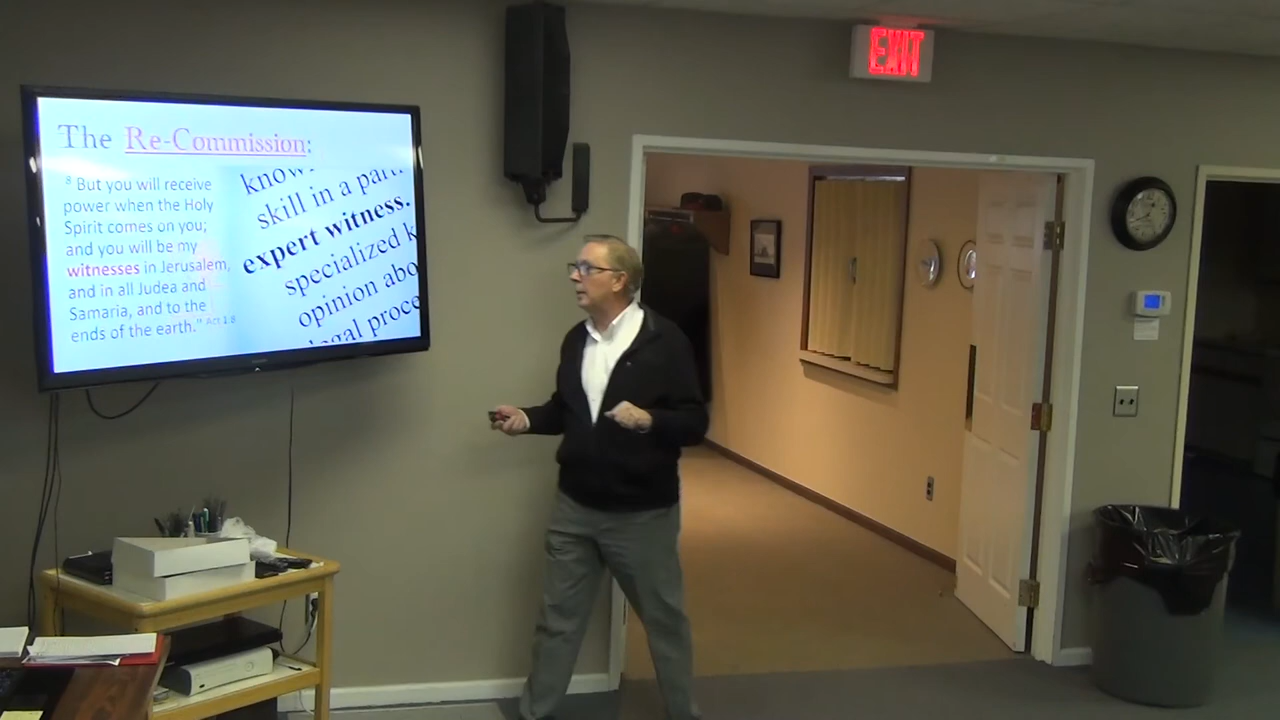 EXIT
The Re-Commission:
8 But you will receive
power when the Holy
Spirit comes on you;
and you will be my
witnesses in Jerusalem,
and in all Judea and
Samaria, and to the
ends of the earth." Act 1:8
skill in a
expert witness.
specialized k
opinion abo
legal proce